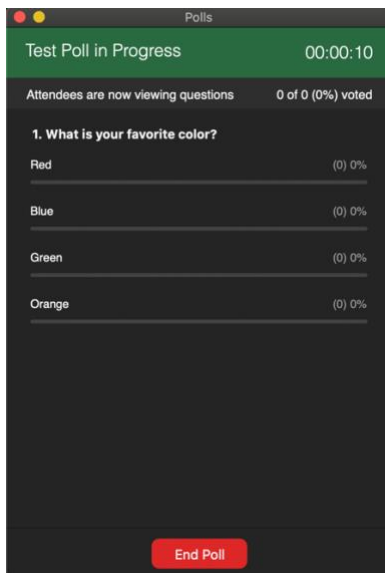 Polls
Test Poll in Progress 00:00:10
Attendees are now viewing questions 0 of 0 (0%) voted
1. What is your favorite color?
Red (0) 0%
Blue (0) 0%
Green (0) 0%
Orange (0) 0%
End Poll